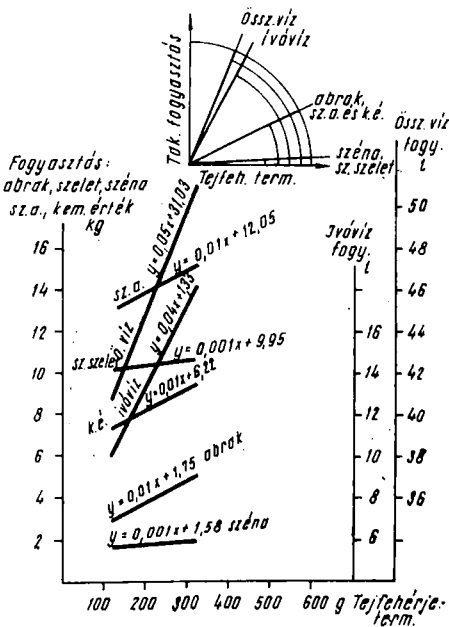 Össz. víz
ivóvíz
Tak. fogyasztás
abrak,
sz.a. és k.é.
széna,
sz. szelet
Tejfeh. term.
Össz. víz
fogy.
l
Fogyasztás:
abrak, szelet, széna
sz.a., kem. érték
kg
Ivóvíz
fogy.
l
16
14
12
10
8
6
4
2
sz.a. y=0,01x+12,05
ö. víz y=0,05x+31,03
sz.szelet y=0,001x+9,95
ivóvíz y=0,04x+1,33
k.é. y=0,01x+6,22
y=0,01x+1,75 abrak
y=0,001x+1,58 széna
16
14
12
10
8
6
50
48
46
44
42
40
38
36
100 200 300 400 500 600 g Tejfehérje-
term.